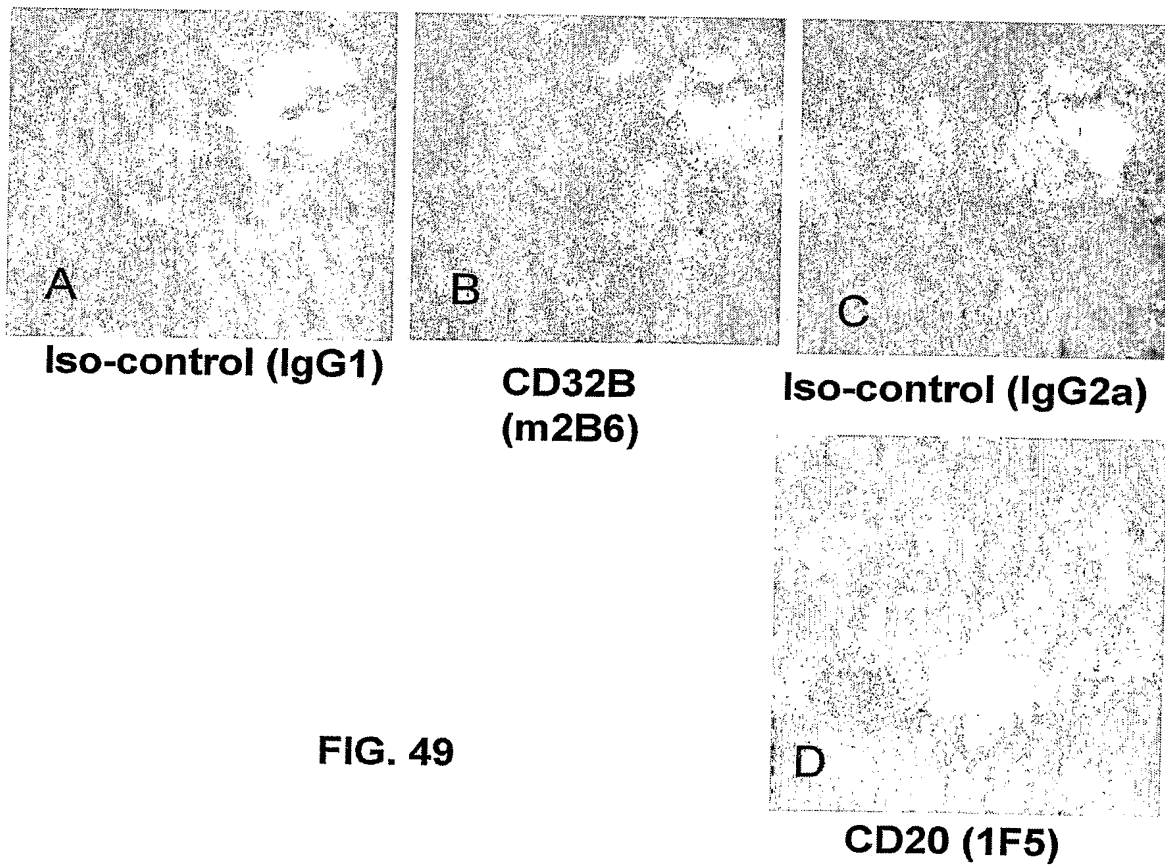 A
B
C
Iso-control (IgG1)
CD32B
(m2B6)
Iso-control (IgG2a)
D
FIG. 49
CD20 (1F5)